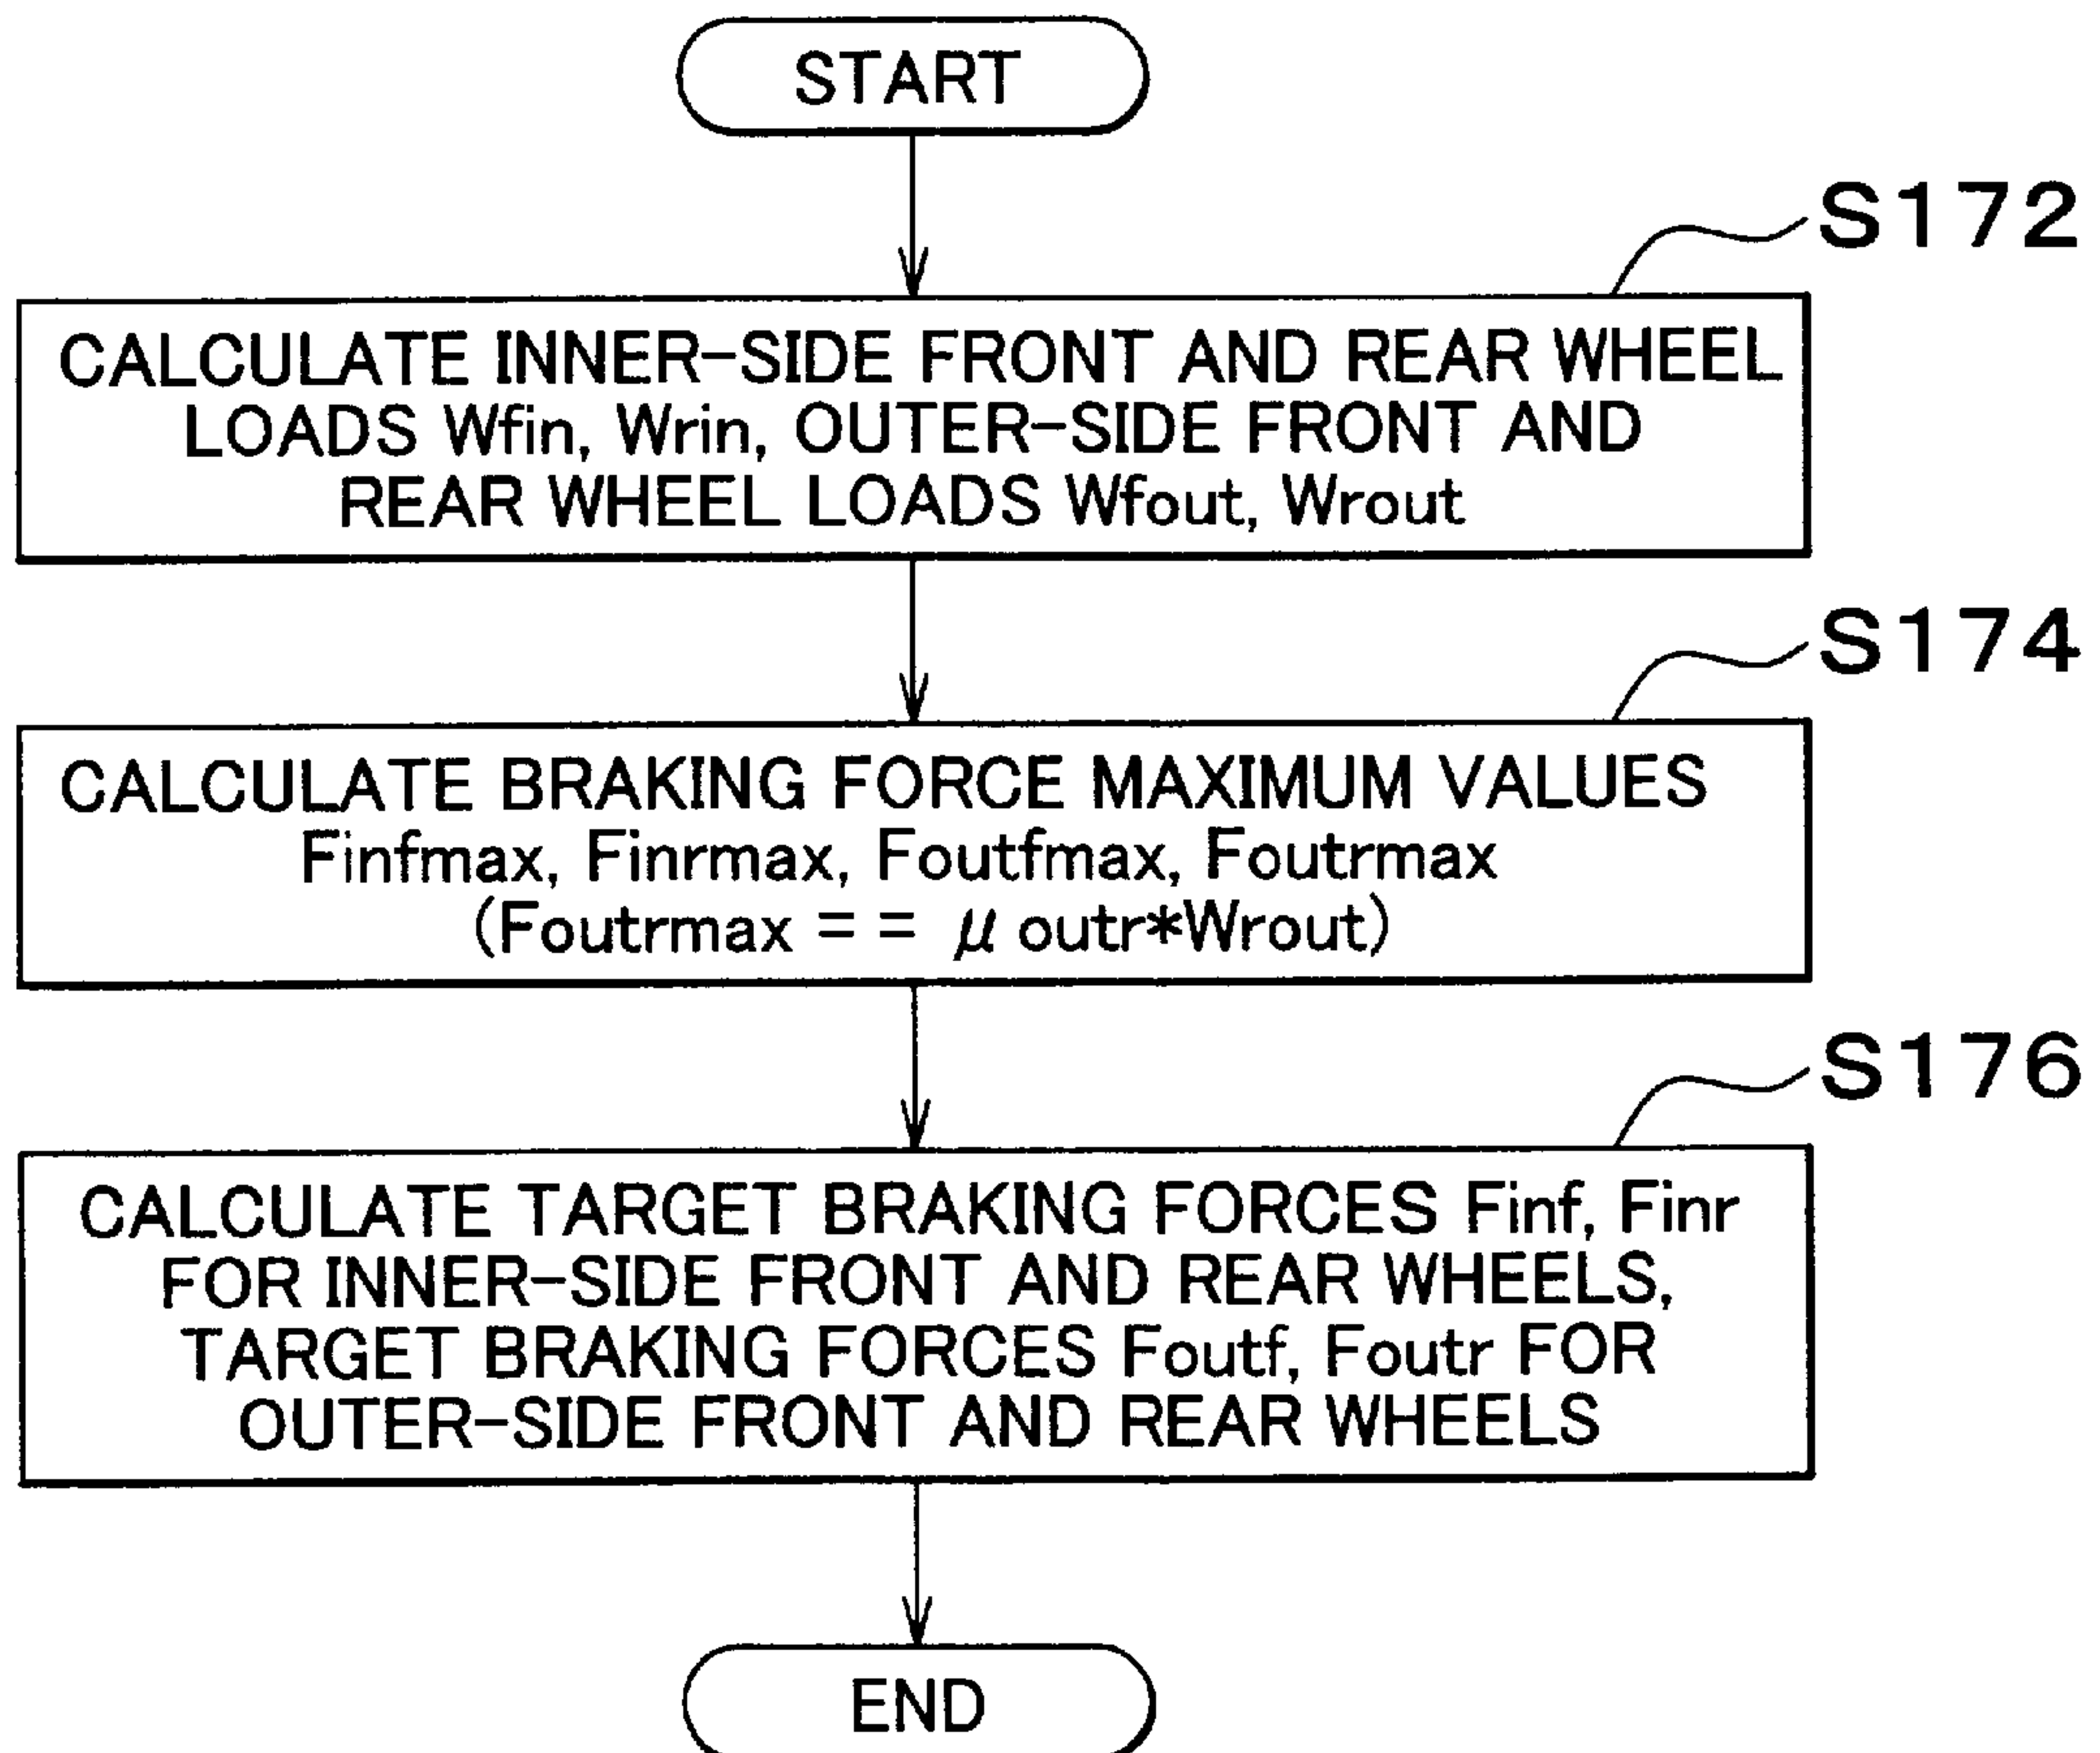 START
S172
CALCULATE INNER-SIDE FRONT AND REAR WHEEL
LOADS Wfin, Wrin, OUTER-SIDE FRONT AND
REAR WHEEL LOADS Wfout, Wrout
S174
CALCULATE BRAKING FORCE MAXIMUM VALUES
Finfmax, Finrmax, Foutfmax, Foutrmax
(Foutrmax = = μ outr*Wrout)
S176
CALCULATE TARGET BRAKING FORCES Finf, Finr
FOR INNER-SIDE FRONT AND REAR WHEELS,
TARGET BRAKING FORCES Foutf, Foutr FOR
OUTER-SIDE FRONT AND REAR WHEELS
END